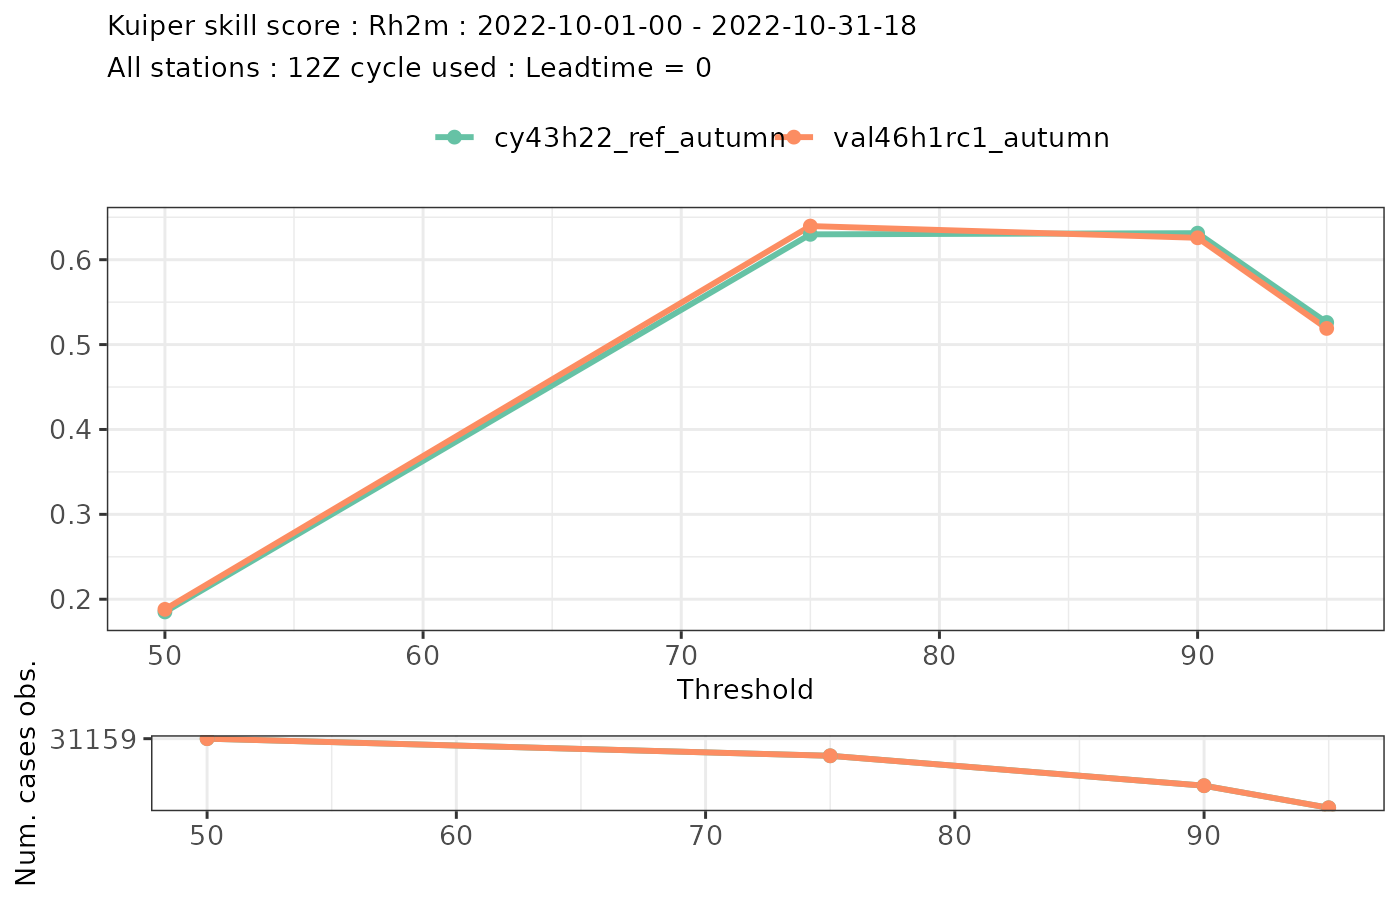 Kuiper skill score : Rh2m : 2022-10-01-00 - 2022-10-31-18
All stations : 12Z cycle used : Leadtime = 0
cy43h22_ref_autumn val46h1rc1_autumn
0.6
0.5
0.4
0.3
0.2
50 60 70 80 90
Threshold
Num. cases obs.
31159
50 60 70 80 90